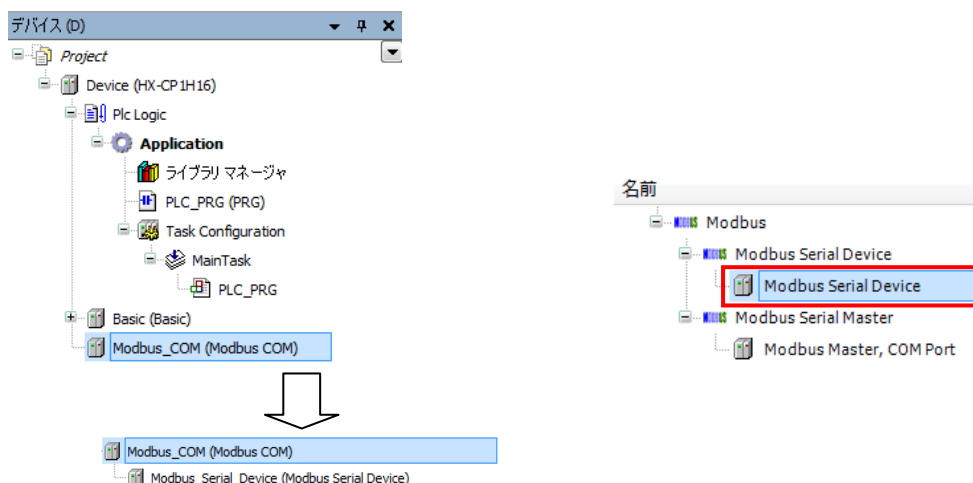 デバイス (D)
Project
Device (HX-CP1H16)
Plc Logic
Application
ライブラリ マネージャ
PLC_PRG (PRG)
Task Configuration
MainTask
PLC_PRG
Basic (Basic)
Modbus_COM (Modbus COM)
Modbus_COM (Modbus COM)
Modbus_Serial_Device (Modbus Serial Device)
名前
Modbus
Modbus Serial Device
Modbus Serial Device
Modbus Serial Master
Modbus Master, COM Port